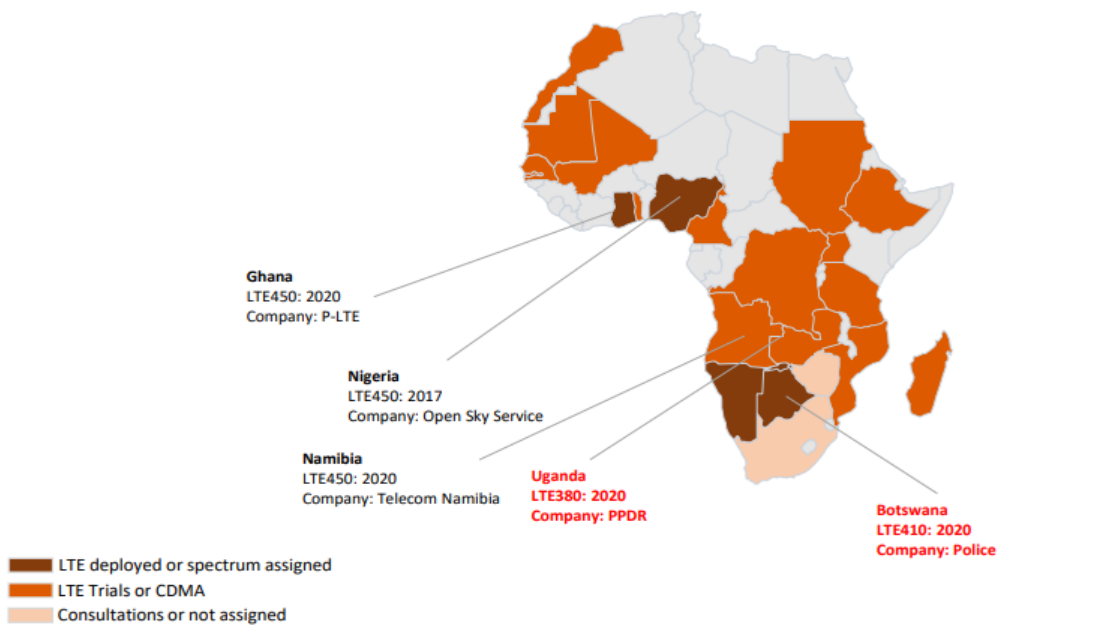 Ghana
LTE450: 2020
Company: P-LTE
Nigeria
LTE450: 2017
Company: Open Sky Service
Namibia
LTE450: 2020
Company: Telecom Namibia
Uganda
LTE380: 2020
Company: PPDR
Botswana
LTE410: 2020
Company: Police
LTE deployed or spectrum assigned
LTE Trials or CDMA
Consultations or not assigned